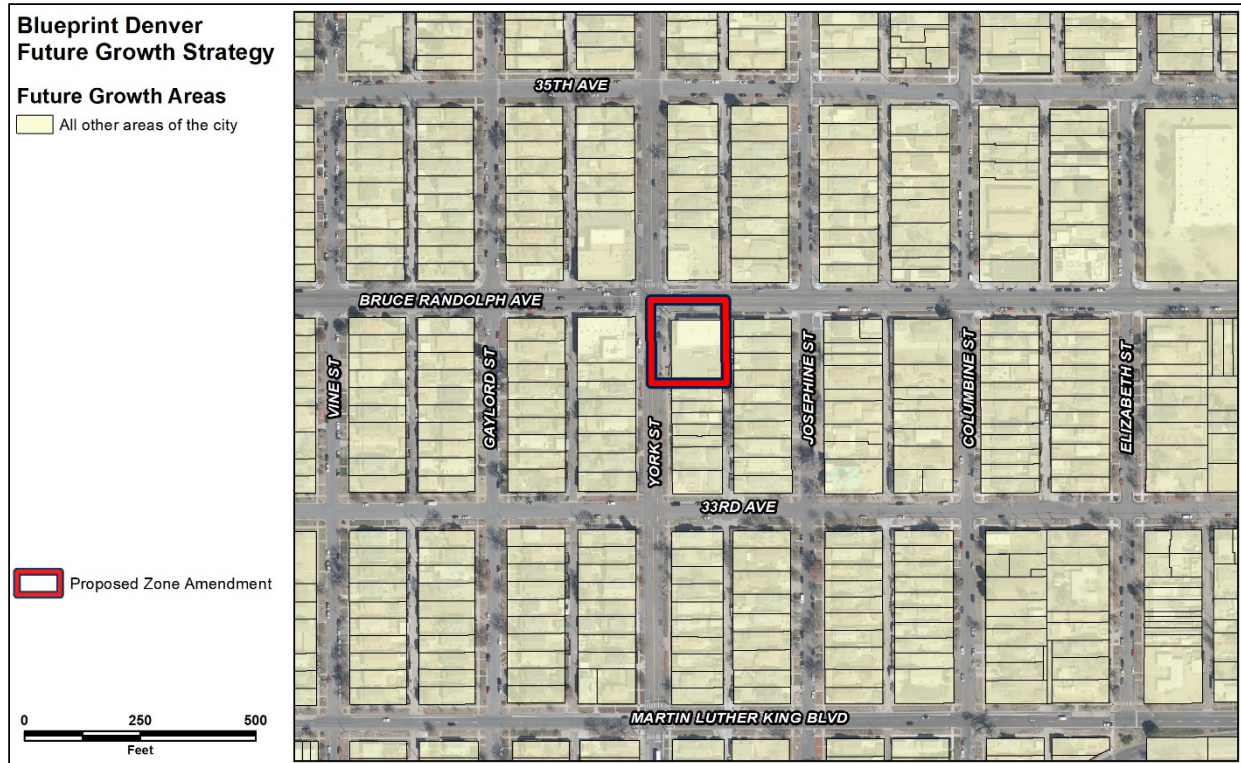 Blueprint Denver
Future Growth Strategy
Future Growth Areas
All other areas of the city
Proposed Zone Amendment
0 250 500
Feet
35TH AVE
BRUCE RANDOLPH AVE
VINE ST
GAYLORD ST
YORK ST
JOSEPHINE ST
COLUMBINE ST
ELIZABETH ST
33RD AVE
MARTIN LUTHER KING BLVD